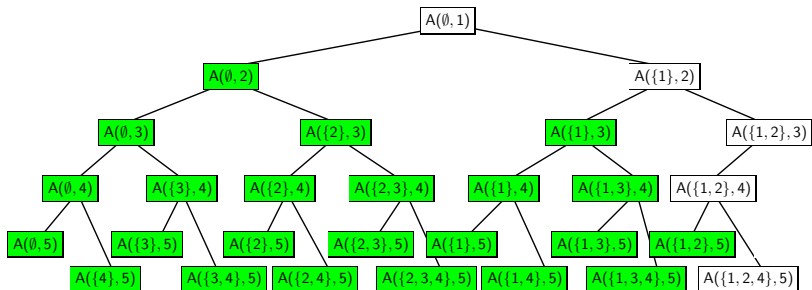 A(∅, 1)
A(∅, 2)
A({1}, 2)
A(∅, 3)
A({2}, 3)
A({1}, 3)
A({1, 2}, 3)
A(∅, 4)
A({3}, 4)
A({2}, 4)
A({2, 3}, 4)
A({1}, 4)
A({1, 3}, 4)
A({1, 2}, 4)
A(∅, 5)
A({3}, 5)
A({2}, 5)
A({2, 3}, 5)
A({1}, 5)
A({1, 3}, 5)
A({1, 2}, 5)
A({4}, 5)
A({3, 4}, 5)
A({2, 4}, 5)
A({2, 3, 4}, 5)
A({1, 4}, 5)
A({1, 3, 4}, 5)
A({1, 2, 4}, 5)